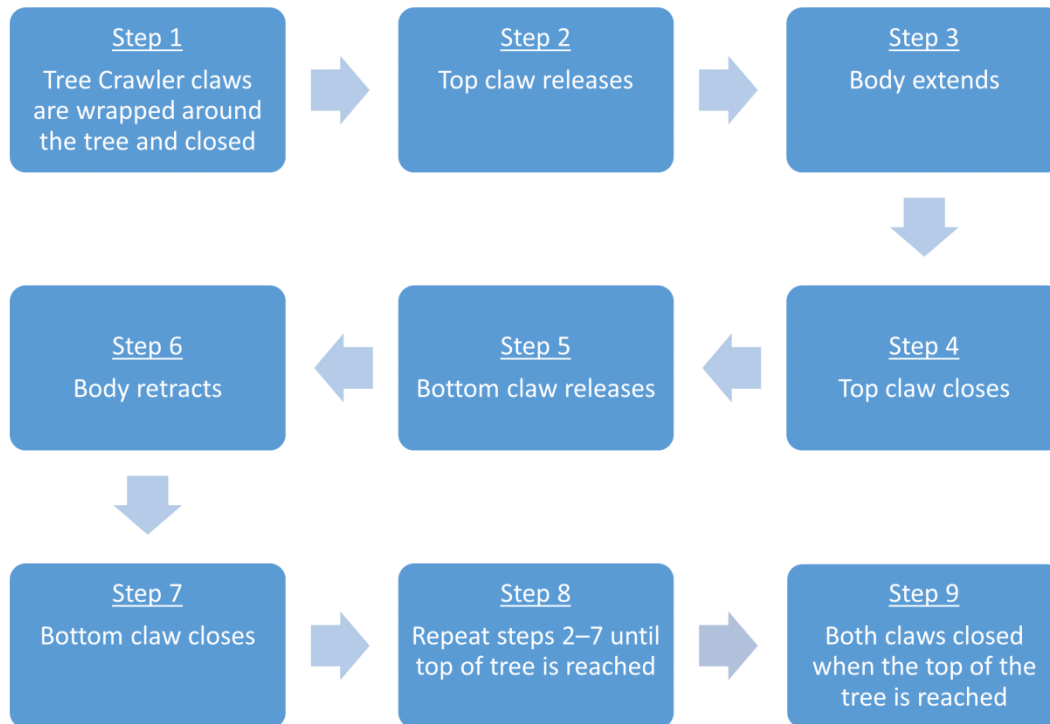 Step 1
Tree Crawler claws
are wrapped around
the tree and closed
Step 2
Top claw releases
Step 3
Body extends
Step 4
Top claw closes
Step 5
Bottom claw releases
Step 6
Body retracts
Step 7
Bottom claw closes
Step 8
Repeat steps 2–7 until
top of tree is reached
Step 9
Both claws closed
when the top of the
tree is reached